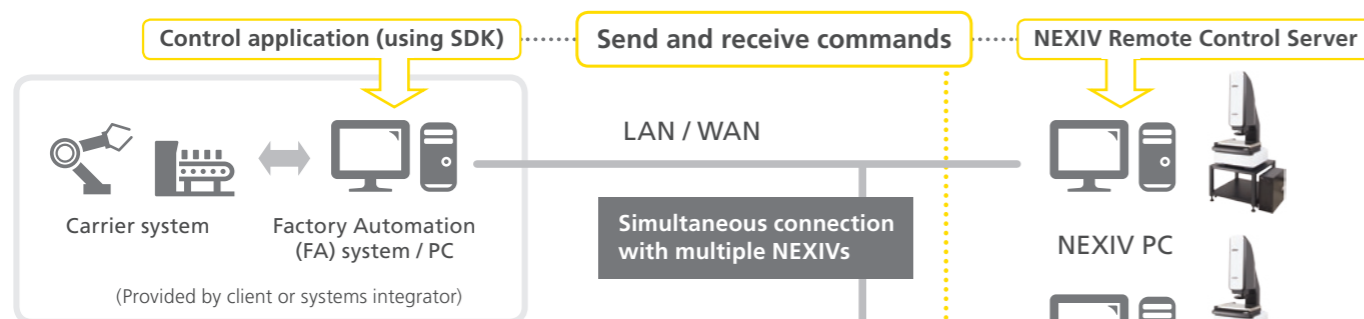 Control application (using SDK)
Send and receive commands
NEXIV Remote Control Server
LAN / WAN
Carrier system
Factory Automation
(FA) system / PC
(Provided by client or systems integrator)
Simultaneous connection
with multiple NEXIVs
NEXIV PC